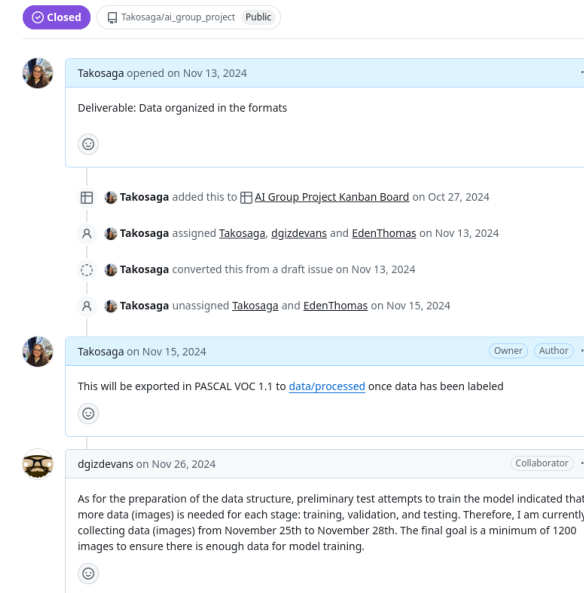 Closed
Takosaga/ai_group_project Public
Takosaga opened on Nov 13, 2024
Deliverable: Data organized in the formats
Takosaga added this to AI Group Project Kanban Board on Oct 27, 2024
Takosaga assigned Takosaga, dgizdevans and EdenThomas on Nov 13, 2024
Takosaga converted this from a draft issue on Nov 13, 2024
Takosaga unassigned Takosaga and EdenThomas on Nov 15, 2024
Takosaga on Nov 15, 2024
Owner
Author
This will be exported in PASCAL VOC 1.1 to data/processed once data has been labeled
dgizdevans on Nov 26, 2024
Collaborator
As for the preparation of the data structure, preliminary test attempts to train the model indicated that
more data (images) is needed for each stage: training, validation, and testing. Therefore, I am currently
collecting data (images) from November 25th to November 28th. The final goal is a minimum of 1200
images to ensure there is enough data for model training.